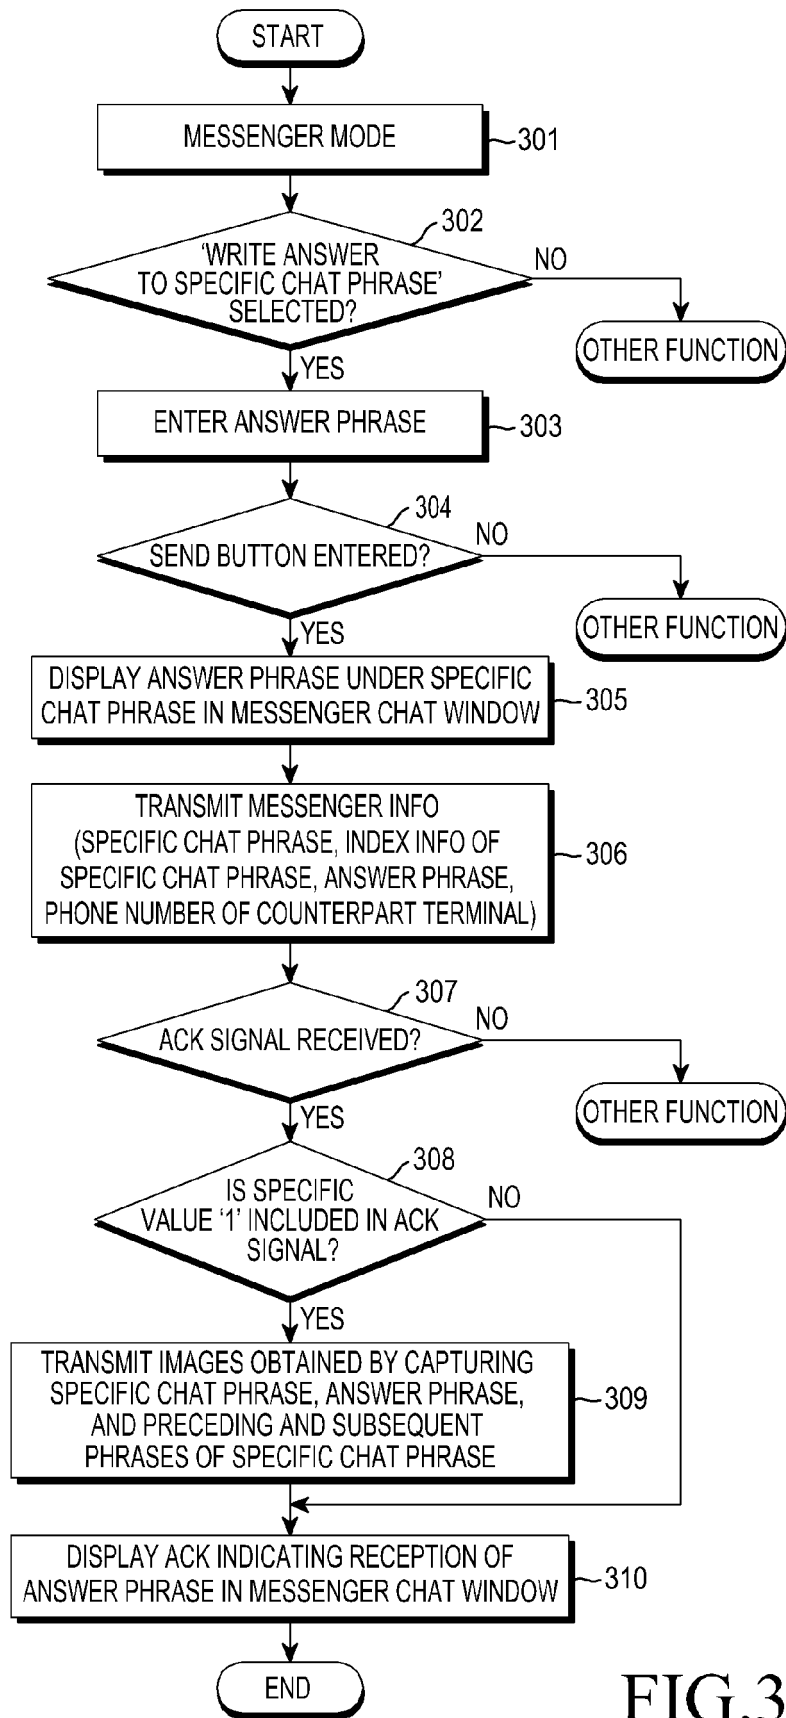 START
MESSENGER MODE
301
302
'WRITE ANSWER
TO SPECIFIC CHAT PHRASE'
SELECTED?
NO
OTHER FUNCTION
YES
ENTER ANSWER PHRASE
303
304
SEND BUTTON ENTERED?
NO
OTHER FUNCTION
YES
DISPLAY ANSWER PHRASE UNDER SPECIFIC
CHAT PHRASE IN MESSENGER CHAT WINDOW
305
TRANSMIT MESSENGER INFO
(SPECIFIC CHAT PHRASE, INDEX INFO OF
SPECIFIC CHAT PHRASE, ANSWER PHRASE,
PHONE NUMBER OF COUNTERPART TERMINAL)
306
307
ACK SIGNAL RECEIVED?
NO
OTHER FUNCTION
YES
308
IS SPECIFIC
VALUE '1' INCLUDED IN ACK
SIGNAL?
NO
YES
TRANSMIT IMAGES OBTAINED BY CAPTURING
SPECIFIC CHAT PHRASE, ANSWER PHRASE,
AND PRECEDING AND SUBSEQUENT
PHRASES OF SPECIFIC CHAT PHRASE
309
DISPLAY ACK INDICATING RECEPTION OF
ANSWER PHRASE IN MESSENGER CHAT WINDOW
310
END
FIG.3